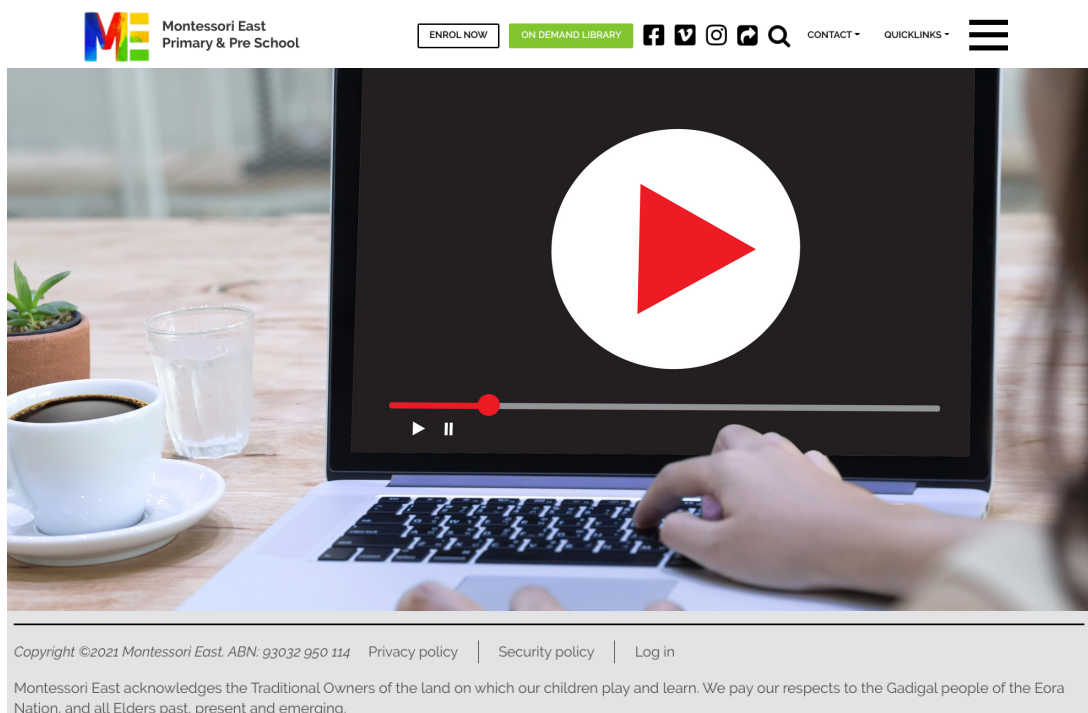 ME
Montessori East
Primary & Pre School
ENROL NOW
ON DEMAND LIBRARY
CONTACT
QUICKLINKS
Copyright ©2021 Montessori East. ABN: 93032 950 114
Privacy policy
Security policy
Log in
Montessori East acknowledges the Traditional Owners of the land on which our children play and learn. We pay our respects to the Gadigal people of the Eora
Nation, and all Elders past, present and emerging.